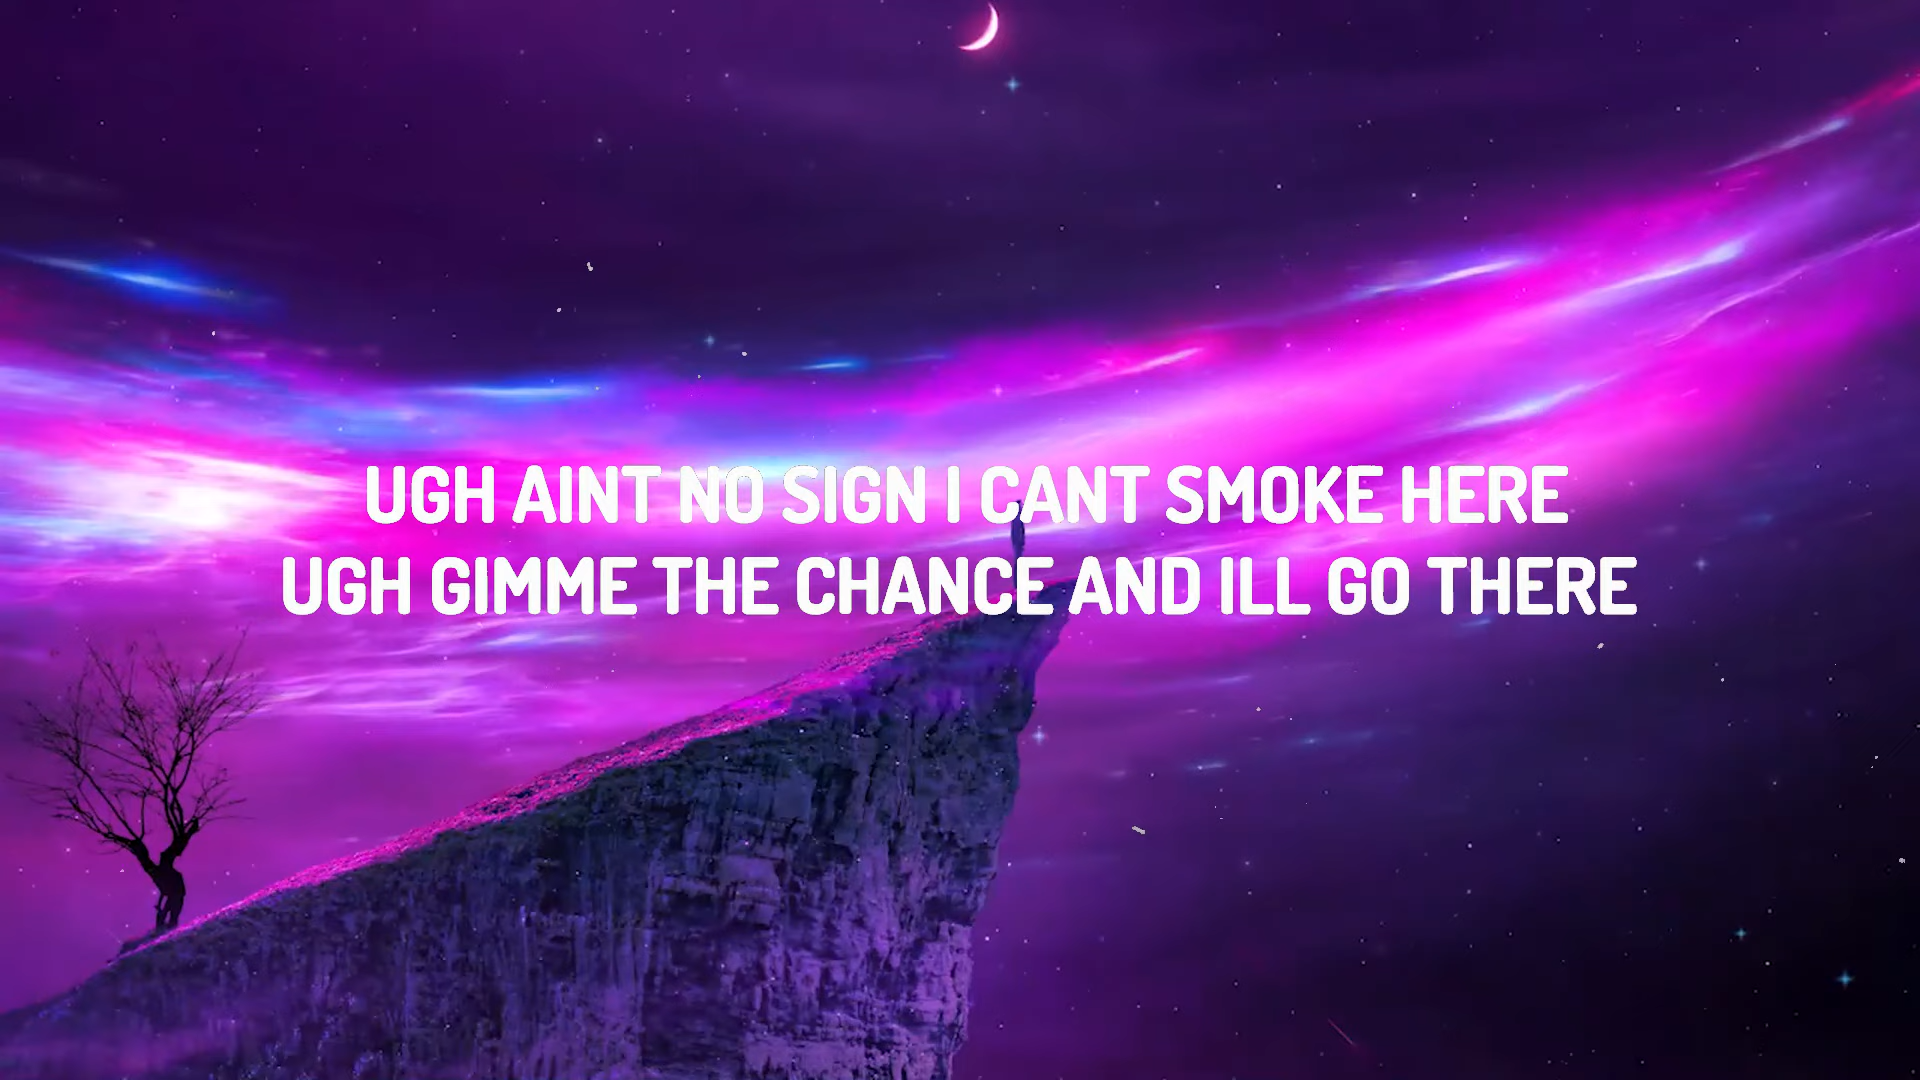 UGH AINT NO SIGN I CANT SMOKE HERE
UGH GIMME THE CHANCE AND ILL GO THERE